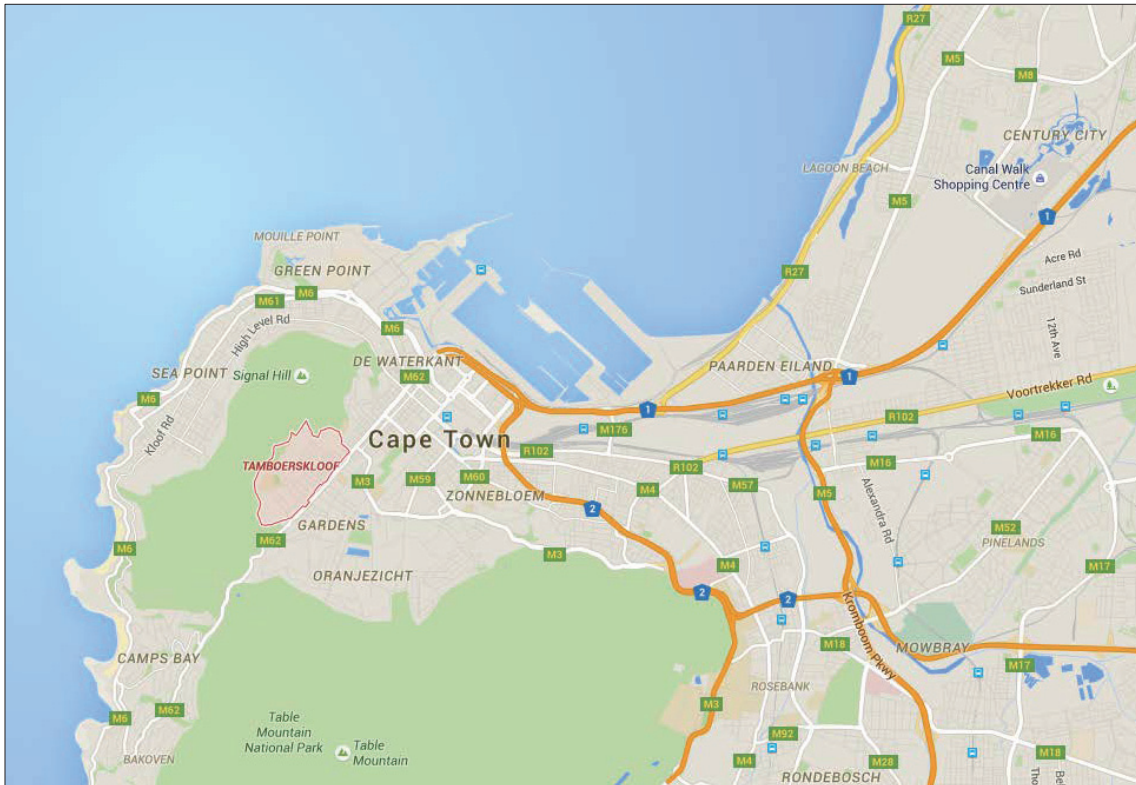 R27
M5
M8
CENTURY CITY
LAGOON BEACH
Canal Walk
Shopping Centre
M5
1
MOUILLE POINT
GREEN POINT
R27
Acre Rd
Sunderland St
M61
M6
High Level Rd
M6
12th Ave
SEA POINT
Signal Hill
DE WATERKANT
M62
PAARDEN EILAND
1
Voortrekker Rd
M6
Kloof Rd
1
R102
Cape Town
M176
M16
TAMBOERSKLOOF
R102
R102
M16
M3
M59
M60
M4
M57
M5
Alexandra Rd
ZONNEBLOEM
2
GARDENS
M62
M52
PINELANDS
M6
M3
M4
M17
ORANJEZICHT
2
2
Kromboom Pkwy
CAMPS BAY
M18
MOWBRAY
M17
ROSEBANK
M6
M62
M3
Table
Mountain
National Park
Table
Mountain
M92
BAKOVEN
M4
M28
M18
RONDEBOSCH
Tho
Bel